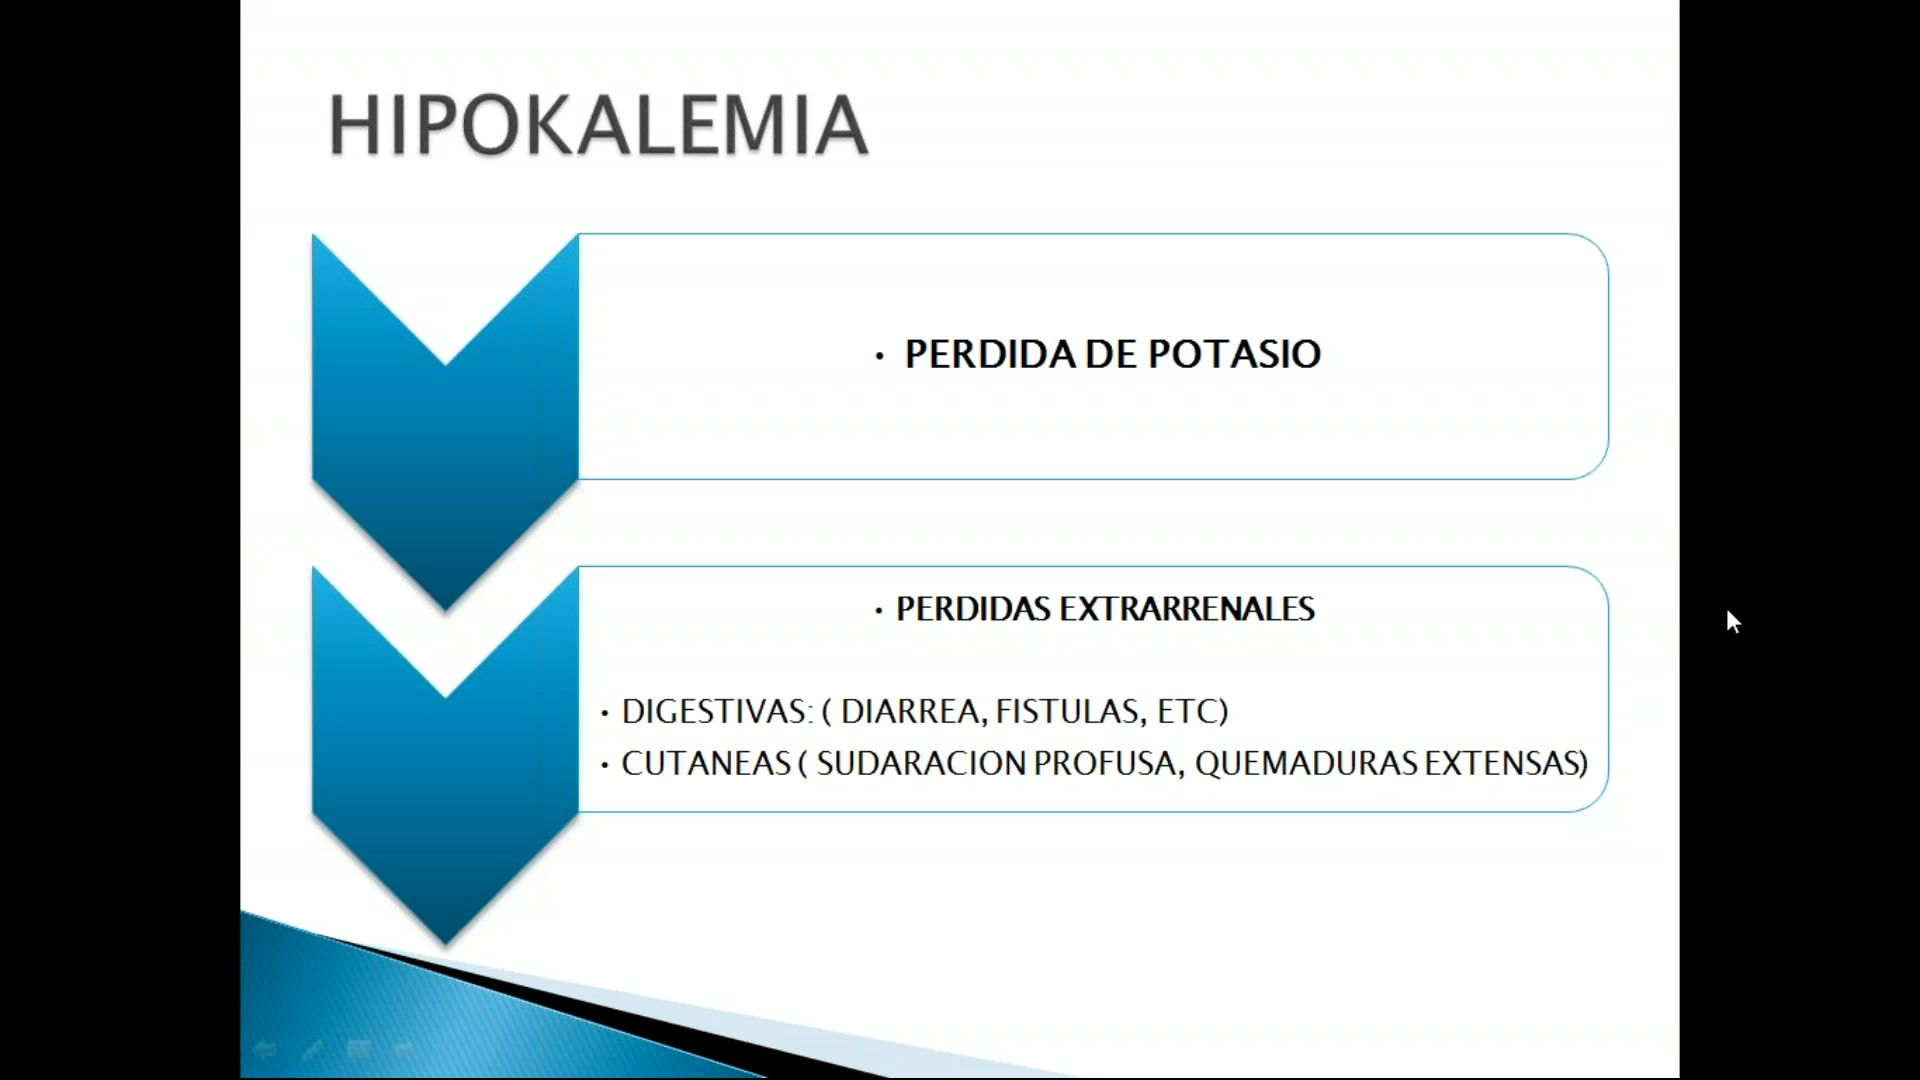 HIPOKALEMIA
• PERDIDA DE POTASIO
• PERDIDAS EXTRARRENALES
• DIGESTIVAS: ( DIARREA, FISTULAS, ETC)
• CUTANEAS ( SUDARACION PROFUSA, QUEMADURAS EXTENSAS)